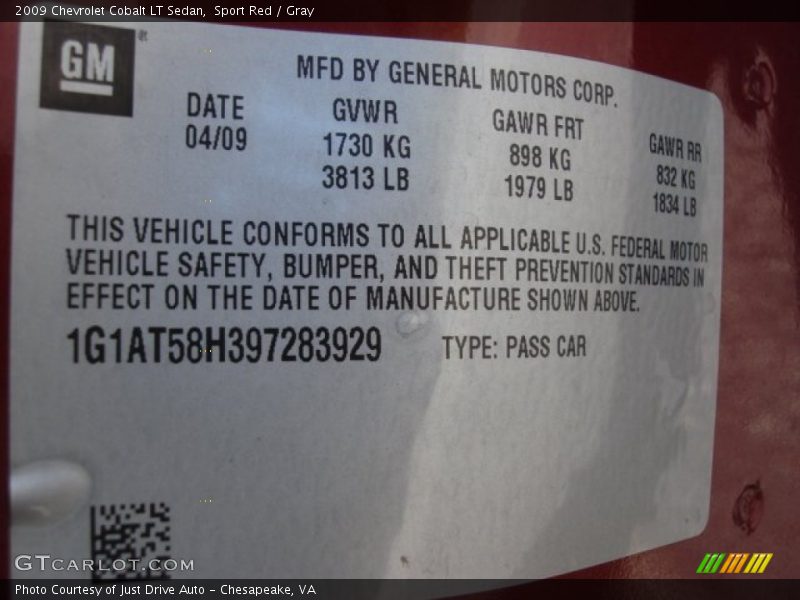 2009 Chevrolet Cobalt LT Sedan, Sport Red / Gray
GM
MFD BY GENERAL MOTORS CORP.
DATE GVWR GAWR FRT GAWR RR
04/09 1730 KG 898 KG 832 KG
3813 LB 1979 LB 1834 LB
THIS VEHICLE CONFORMS TO ALL APPLICABLE U.S. FEDERAL MOTOR
VEHICLE SAFETY, BUMPER, AND THEFT PREVENTION STANDARDS IN
EFFECT ON THE DATE OF MANUFACTURE SHOWN ABOVE.
1G1AT58H397283929 TYPE: PASS CAR
GTCARLOT.COM
Photo Courtesy of Just Drive Auto - Chesapeake, VA